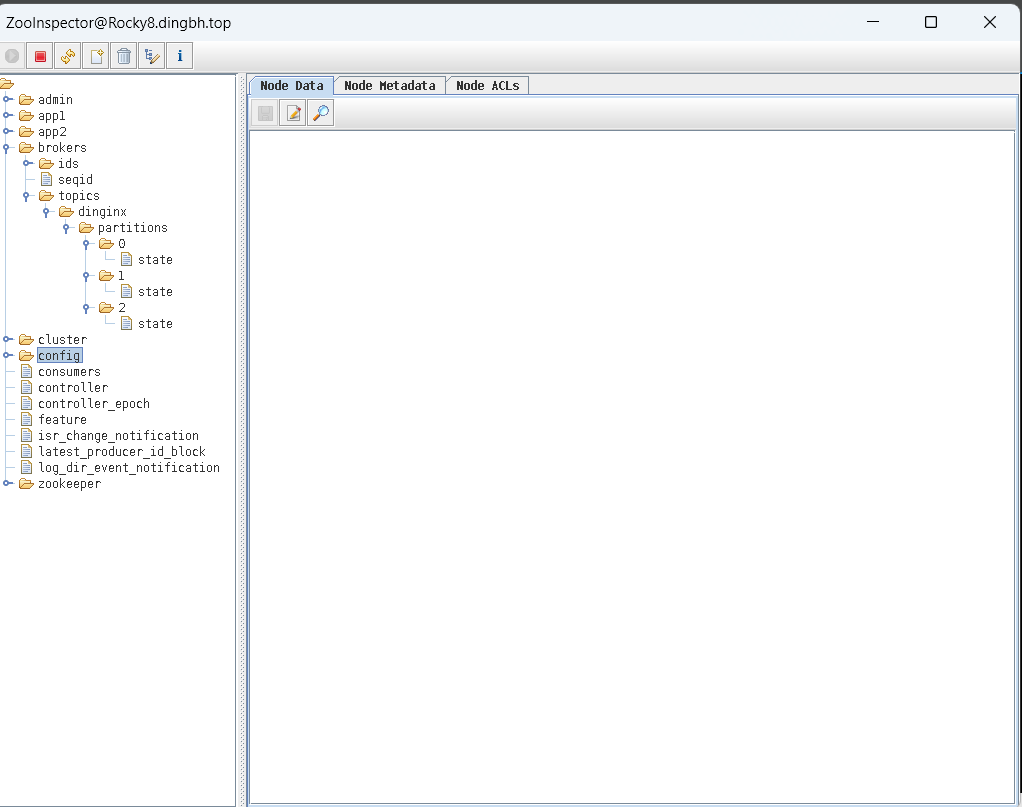 ZooInspector@Rocky8.dingbh.top
Node Data Node Metadata Node ACLs
admin
app1
app2
brokers
ids
seqid
topics
dinginx
partitions
0
state
1
state
2
state
cluster
config
consumers
controller
controller_epoch
feature
isr_change_notification
latest_producer_id_block
log_dir_event_notification
zookeeper